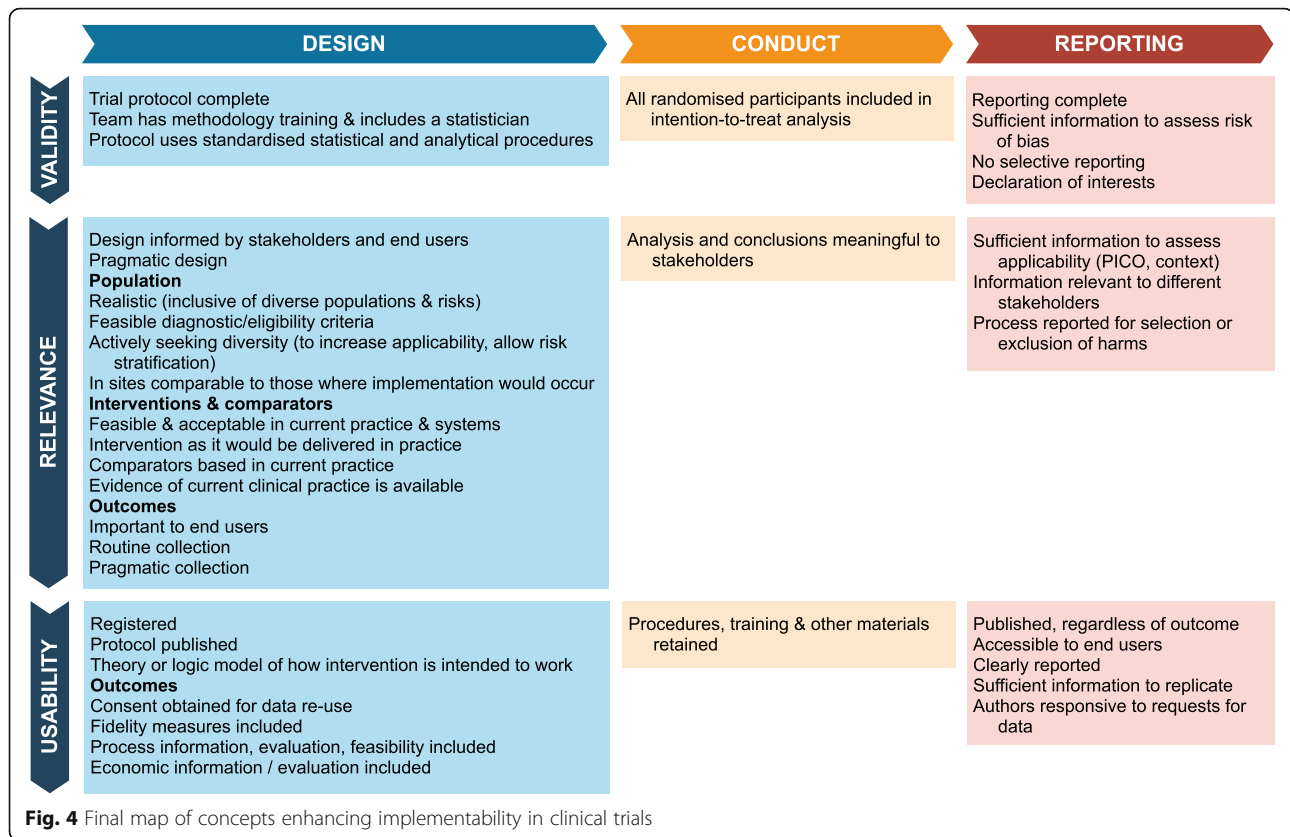 DESIGN
CONDUCT
REPORTING
VALIDITY
Trial protocol complete
Team has methodology training & includes a statistician
Protocol uses standardised statistical and analytical procedures
All randomised participants included in
intention-to-treat analysis
Reporting complete
Sufficient information to assess risk
of bias
No selective reporting
Declaration of interests
RELEVANCE
Design informed by stakeholders and end users
Pragmatic design
Population
Realistic (inclusive of diverse populations & risks)
Feasible diagnostic/eligibility criteria
Actively seeking diversity (to increase applicability, allow risk
stratification)
In sites comparable to those where implementation would occur
Interventions & comparators
Feasible & acceptable in current practice & systems
Intervention as it would be delivered in practice
Comparators based in current practice
Evidence of current clinical practice is available
Outcomes
Important to end users
Routine collection
Pragmatic collection
Analysis and conclusions meaningful to
stakeholders
Sufficient information to assess
applicability (PICO, context)
Information relevant to different
stakeholders
Process reported for selection or
exclusion of harms
USABILITY
Registered
Protocol published
Theory or logic model of how intervention is intended to work
Outcomes
Consent obtained for data re-use
Fidelity measures included
Process information, evaluation, feasibility included
Economic information / evaluation included
Procedures, training & other materials
retained
Published, regardless of outcome
Accessible to end users
Clearly reported
Sufficient information to replicate
Authors responsive to requests for
data
Fig. 4 Final map of concepts enhancing implementability in clinical trials